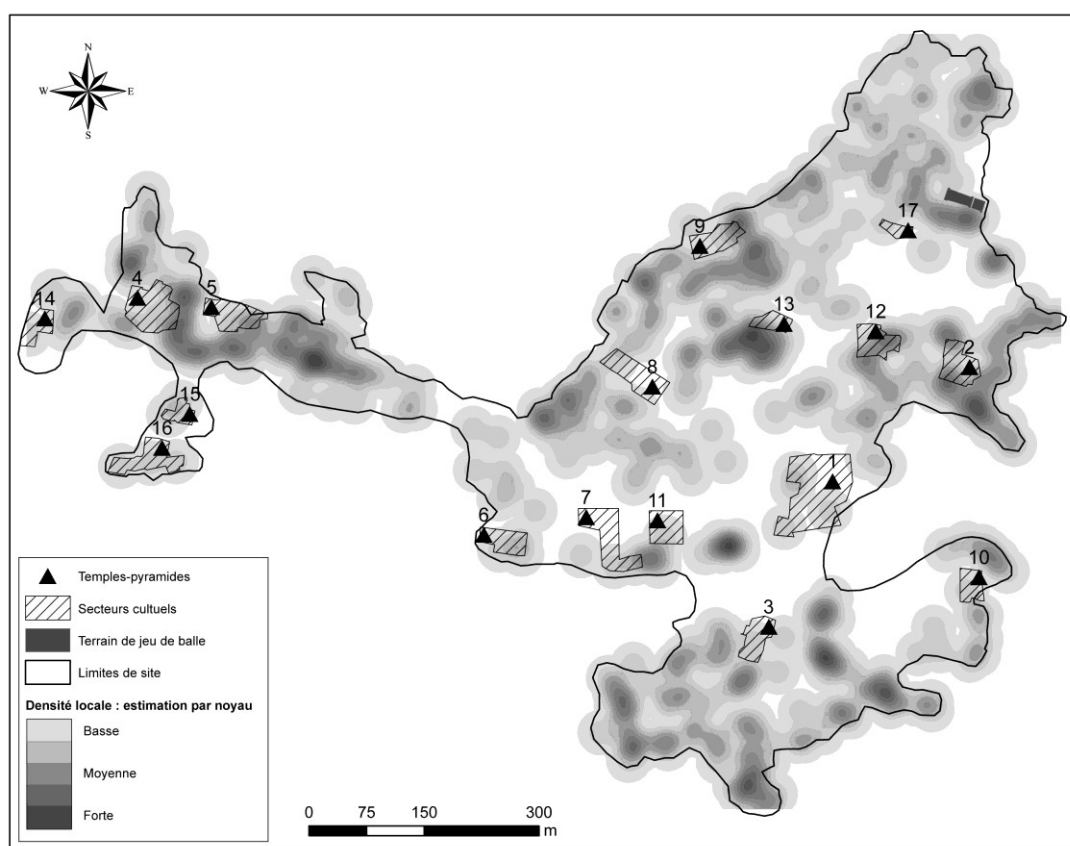 N
W E
S
17
9
4
5
14
13
12
2
8
15
16
1
7
11
6
10
3
Temples-pyramides
Secteurs cultuels
Terrain de jeu de balle
Limites de site
Densité locale : estimation par noyau
Basse
Moyenne
Forte
0 75 150 300
m